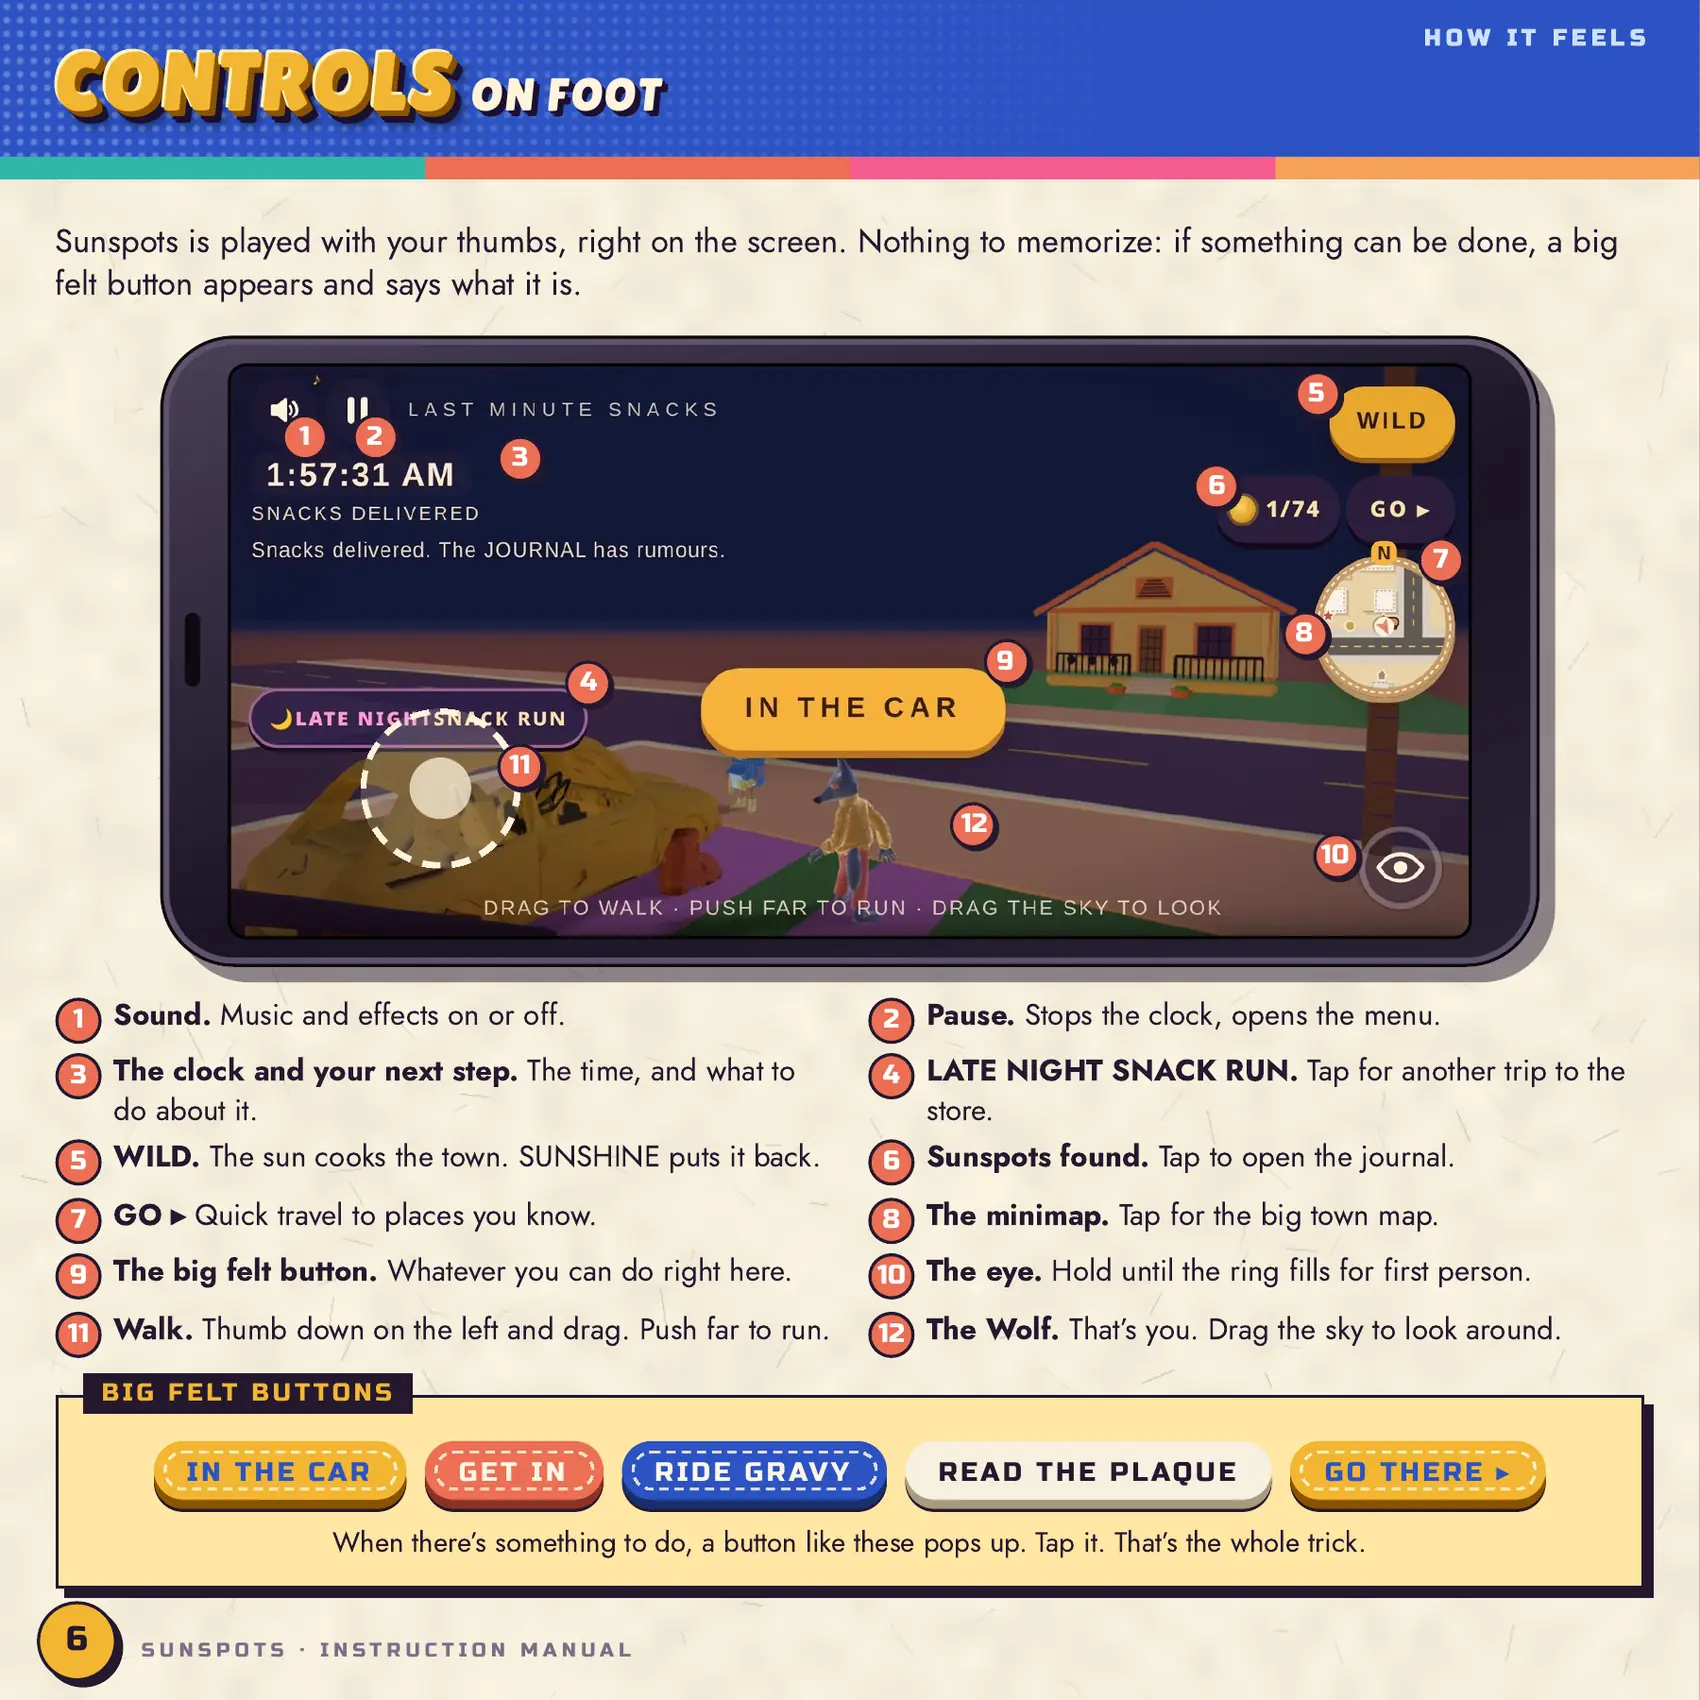 HOW IT FEELS
CONTROLS ON FOOT
Sunspots is played with your thumbs, right on the screen. Nothing to memorize: if something can be done, a big
felt button appears and says what it is.
LAST MINUTE SNACKS
1
2
3
1:57:31 AM
SNACKS DELIVERED
Snacks delivered. The JOURNAL has rumours.
5
WILD
6
1/74
GO ▸
N
7
8
4
🌙LATE NIGHT SNACK RUN
9
IN THE CAR
11
12
10
DRAG TO WALK · PUSH FAR TO RUN · DRAG THE SKY TO LOOK
1 Sound. Music and effects on or off.
2 Pause. Stops the clock, opens the menu.
3 The clock and your next step. The time, and what to
do about it.
4 LATE NIGHT SNACK RUN. Tap for another trip to the
store.
5 WILD. The sun cooks the town. SUNSHINE puts it back.
6 Sunspots found. Tap to open the journal.
7 GO ▸ Quick travel to places you know.
8 The minimap. Tap for the big town map.
9 The big felt button. Whatever you can do right here.
10 The eye. Hold until the ring fills for first person.
11 Walk. Thumb down on the left and drag. Push far to run.
12 The Wolf. That's you. Drag the sky to look around.
BIG FELT BUTTONS
IN THE CAR
GET IN
RIDE GRAVY
READ THE PLAQUE
GO THERE ▸
When there's something to do, a button like these pops up. Tap it. That's the whole trick.
6
SUNSPOTS · INSTRUCTION MANUAL